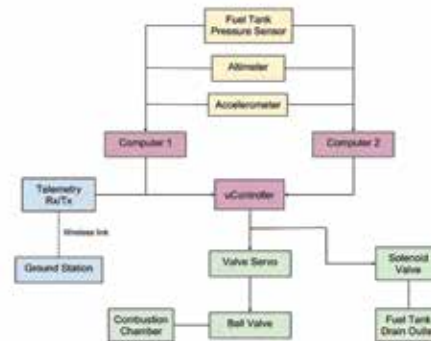 Fuel Tank
Pressure Sensor
Altimeter
Accelerometer
Computer 1
Computer 2
Telemetry
Rx/Tx
uController
Wireless link
Ground Station
Valve Servo
Solenoid
Valve
Combustion
Chamber
Ball Valve
Fuel Tank
Drain Outlet